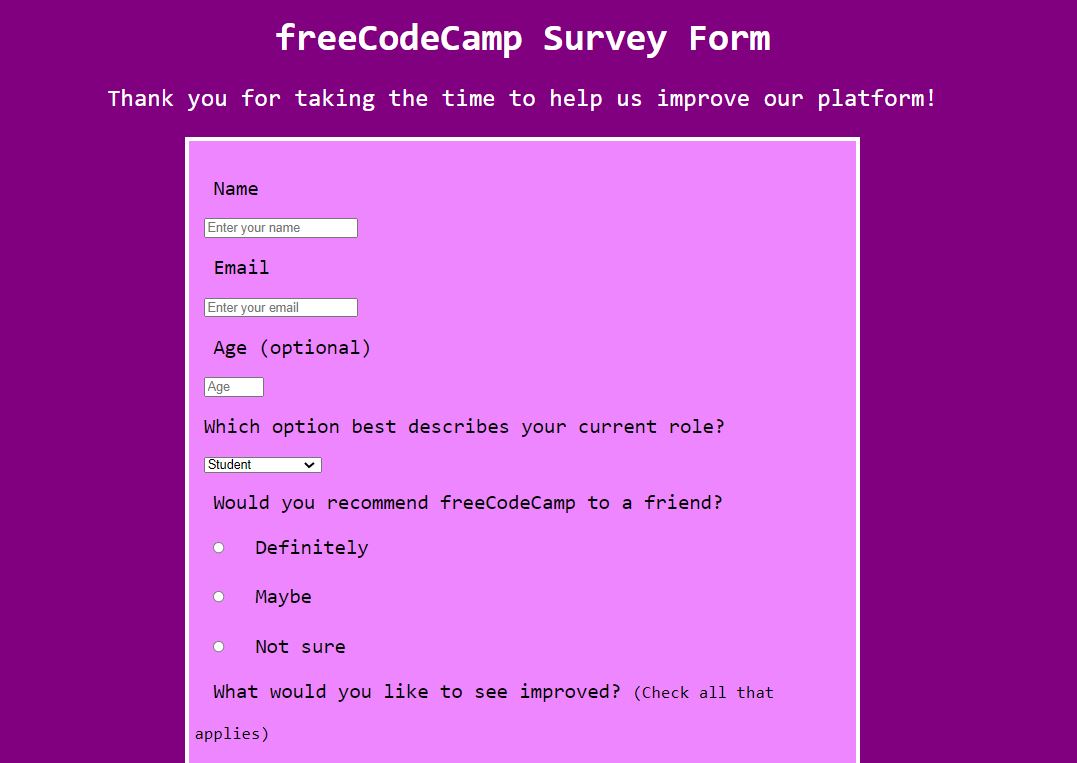 freeCodeCamp Survey Form
Thank you for taking the time to help us improve our platform!
Name
Enter your name
Email
Enter your email
Age (optional)
Age
Which option best describes your current role?
Student
Would you recommend freeCodeCamp to a friend?
Definitely
Maybe
Not sure
What would you like to see improved? (Check all that
applies)